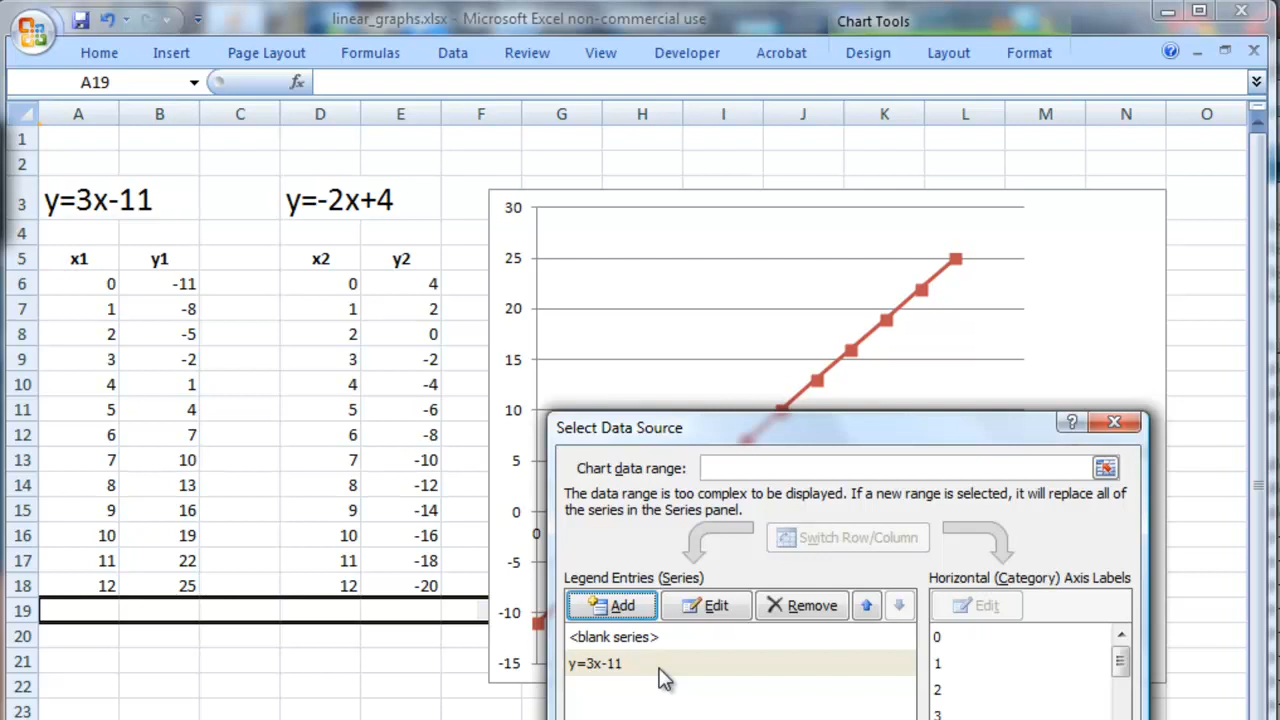 linear_graphs.xlsx - Microsoft Excel non-commercial use
Chart Tools
Home Insert Page Layout Formulas Data Review View Developer Acrobat Design Layout Format
A19 fx
A B C D E F G H I J K L M N O
1
2
3 y=3x-11 y=-2x+4
4
5 x1 y1 x2 y2
6 0 -11 0 4
7 1 -8 1 2
8 2 -5 2 0
9 3 -2 3 -2
10 4 1 4 -4
11 5 4 5 -6
12 6 7 6 -8
13 7 10 7 -10
14 8 13 8 -12
15 9 16 9 -14
16 10 19 10 -16
17 11 22 11 -18
18 12 25 12 -20
19
20
21
22
23
30
25
20
15
10
5
0
0
-5
-10
-15
Select Data Source
?
Chart data range:
The data range is too complex to be displayed. If a new range is selected, it will replace all of
the series in the Series panel.
Switch Row/Column
Legend Entries (Series)
Horizontal (Category) Axis Labels
Add Edit Remove
Edit
<blank series>
y=3x-11
0
1
2
3